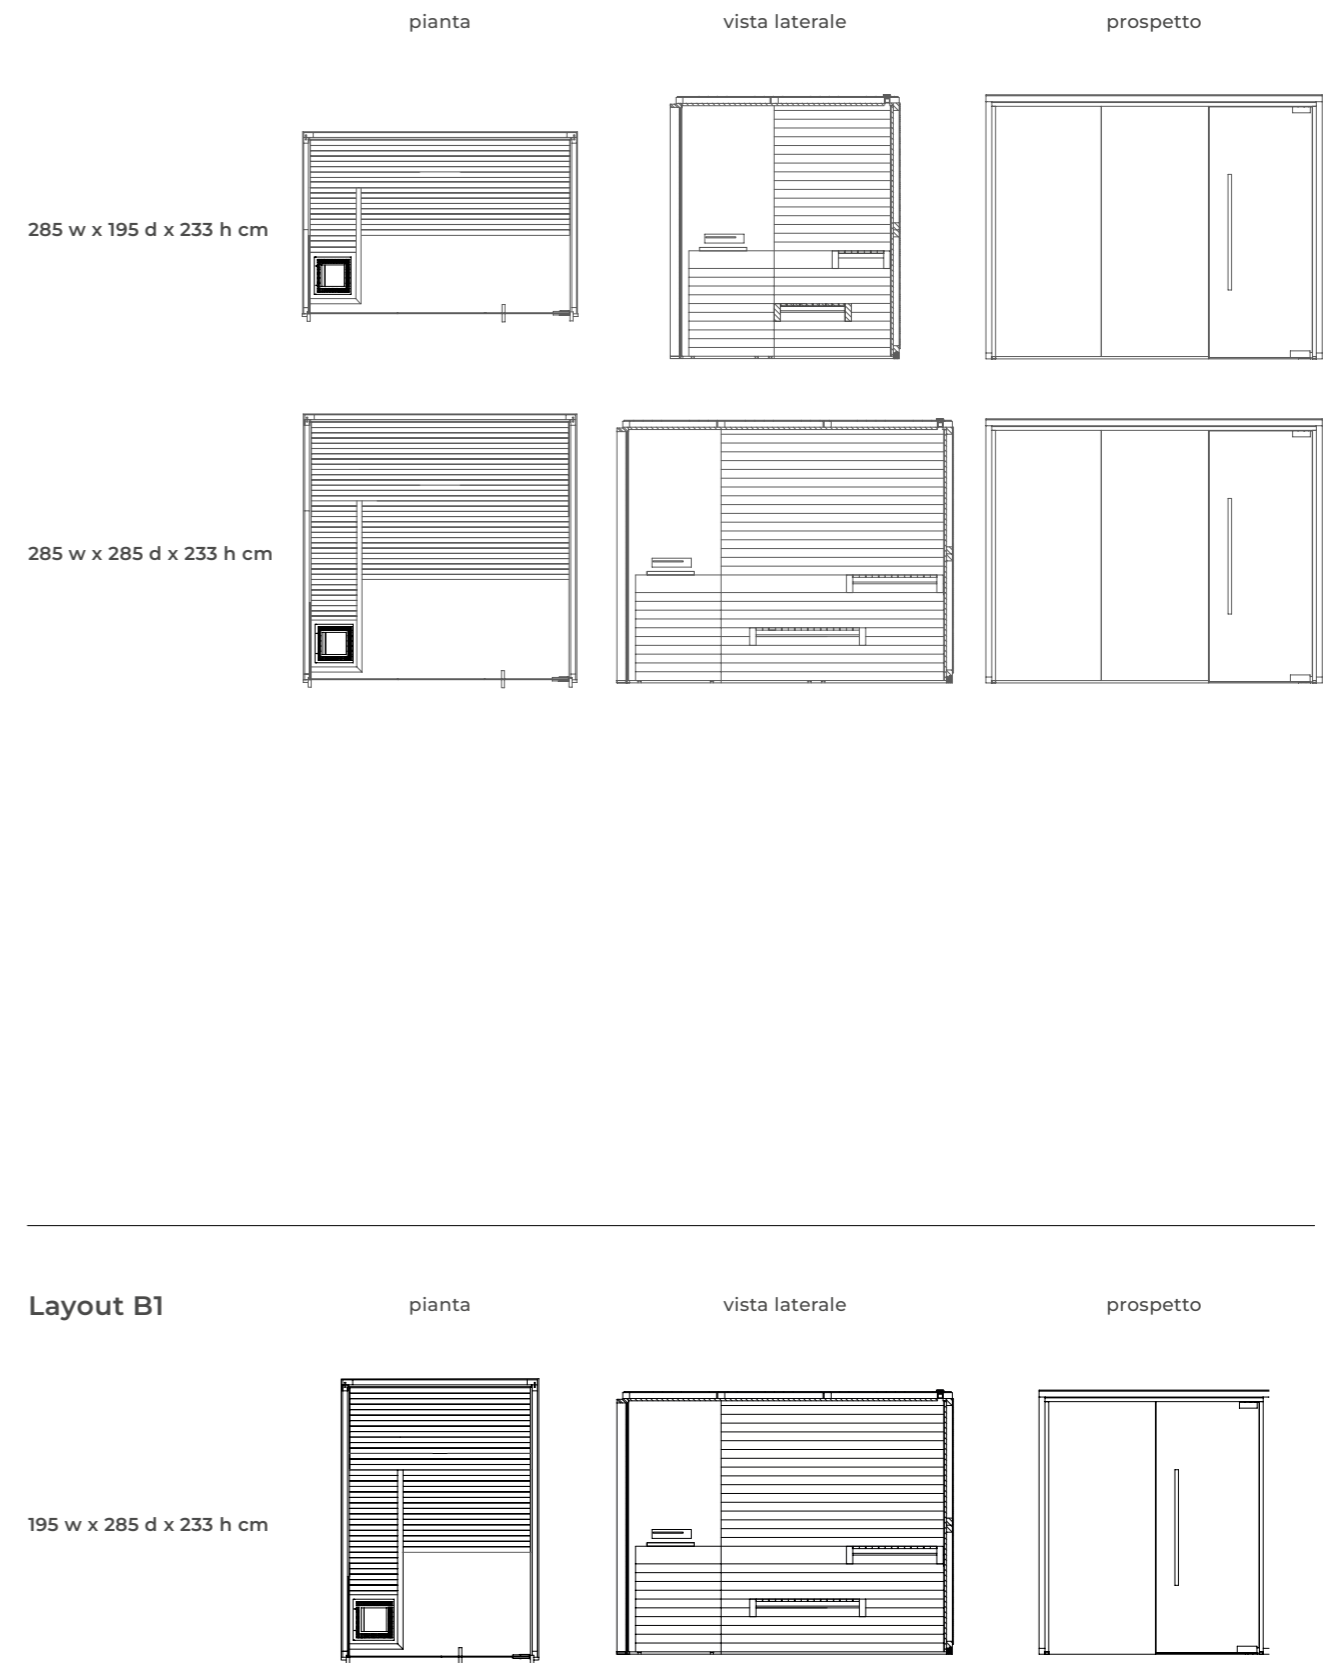 pianta vista laterale prospetto
285 w x 195 d x 233 h cm
285 w x 285 d x 233 h cm
Layout B1 pianta vista laterale prospetto
195 w x 285 d x 233 h cm